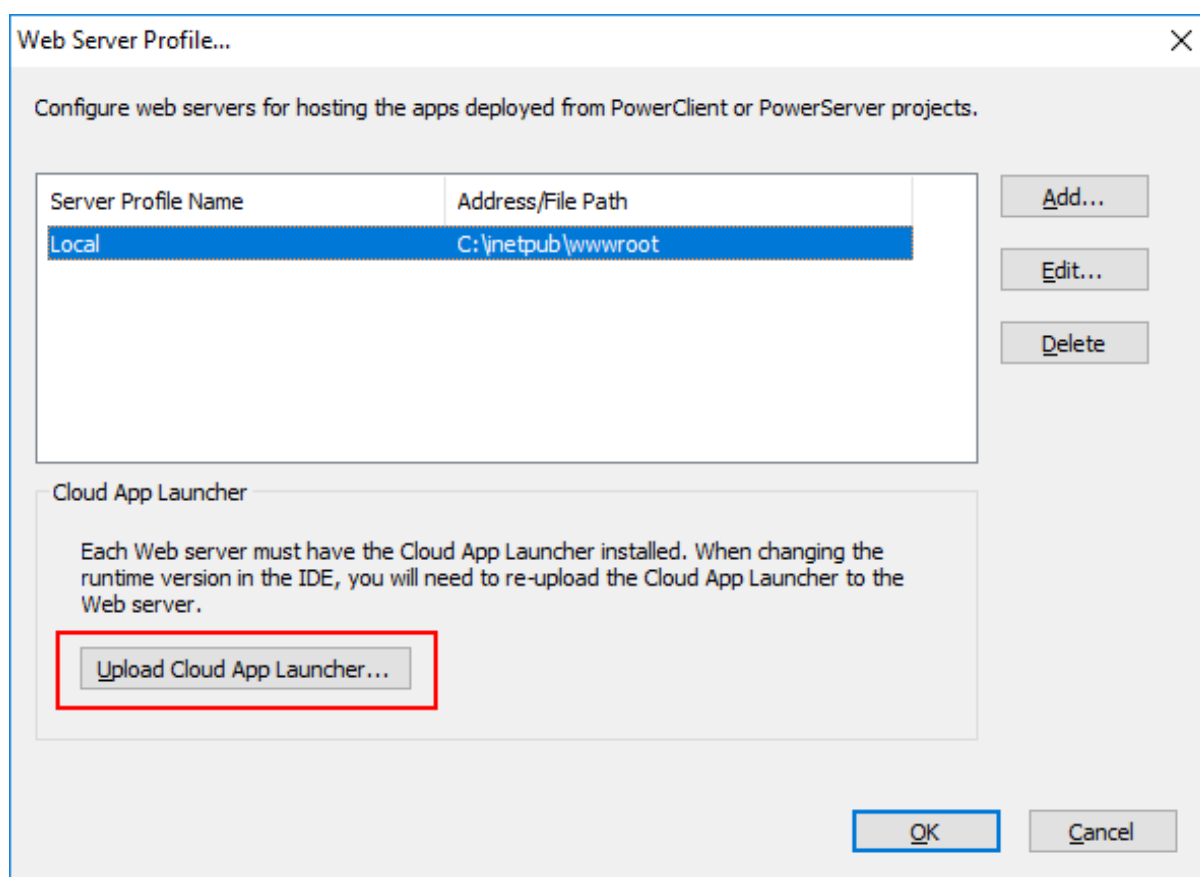 Web Server Profile...
Configure web servers for hosting the apps deployed from PowerClient or PowerServer projects.
Server Profile Name Address/File Path
Local C:\inetpub\wwwroot
Add...
Edit...
Delete
Cloud App Launcher
Each Web server must have the Cloud App Launcher installed. When changing the
runtime version in the IDE, you will need to re-upload the Cloud App Launcher to the
Web server.
Upload Cloud App Launcher...
OK Cancel